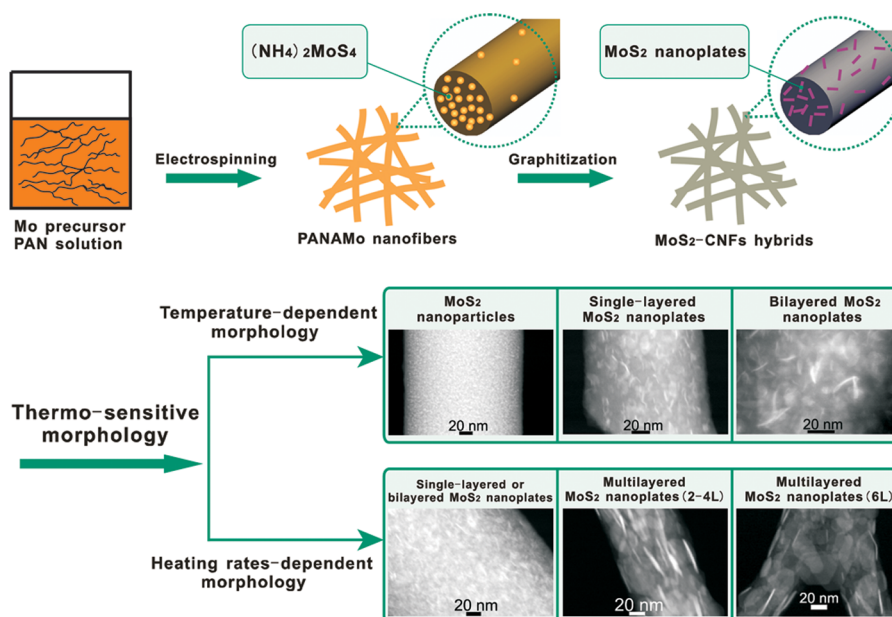 (NH4)2MoS4
MoS2 nanoplates
Electrospinning
Graphitization
Mo precursor
PAN solution
PANAMo nanofibers
MoS2-CNFs hybrids
Temperature-dependent
morphology
MoS2
nanoparticles
Single-layered
MoS2 nanoplates
Bilayered MoS2
nanoplates
20 nm
20 nm
20 nm
Thermo-sensitive
morphology
Heating rates-dependent
morphology
Single-layered or
bilayered MoS2 nanoplates
Multilayered
MoS2 nanoplates(2-4L)
Multilayered
MoS2 nanoplates(6L)
20 nm
20 nm
20 nm